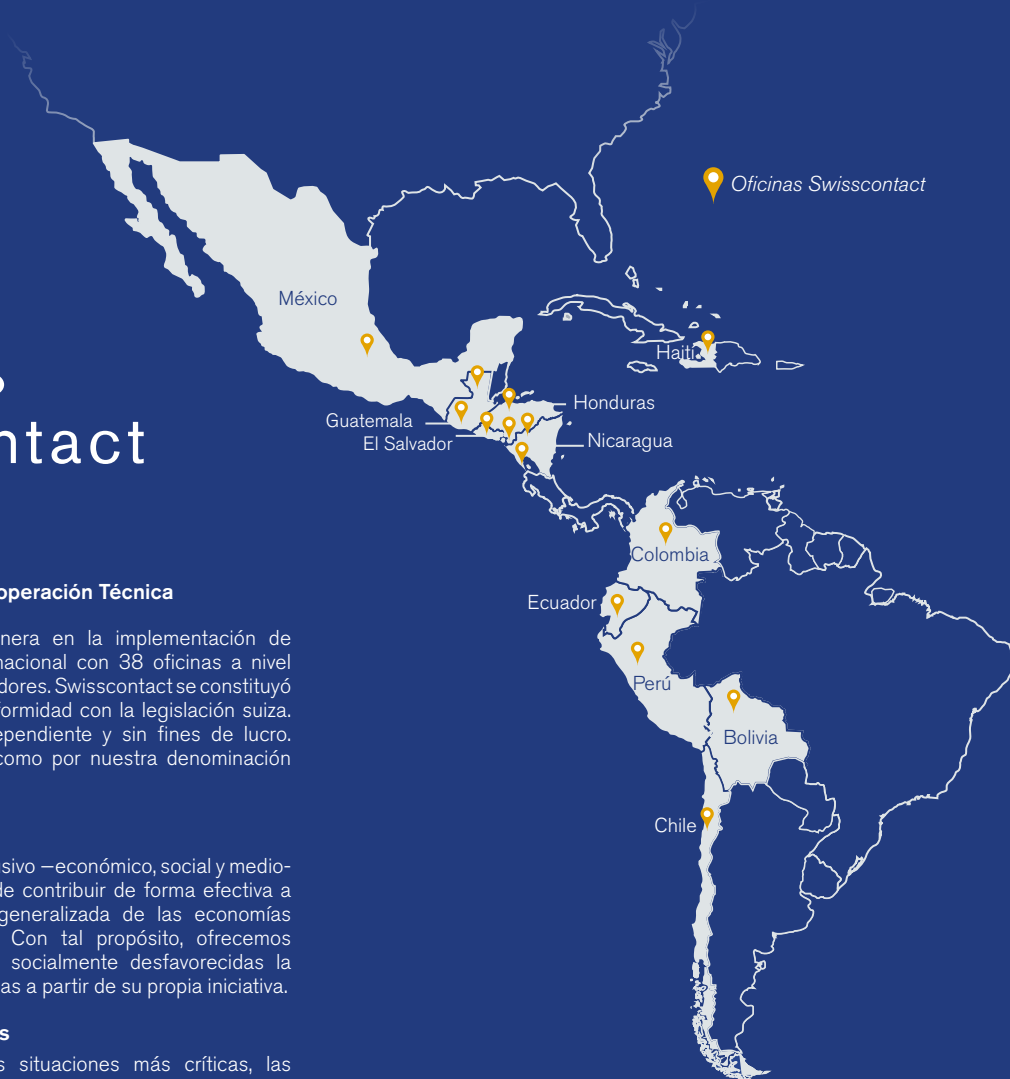 ntact
operación Técnica
nera en la implementación de
nacional con 38 oficinas a nivel
dores. Swisscontact se constituyó
formidad con la legislación suiza.
ependiente y sin fines de lucro.
como por nuestra denominación
sivo —económico, social y medio-
de contribuir de forma efectiva a
generalizada de las economías
Con tal propósito, ofrecemos
socialmente desfavorecidas la
as a partir de su propia iniciativa.
s
s situaciones más críticas, las
Oficinas Swisscontact
México
Haití
Honduras
Guatemala
El Salvador
Nicaragua
Colombia
Ecuador
Perú
Bolivia
Chile